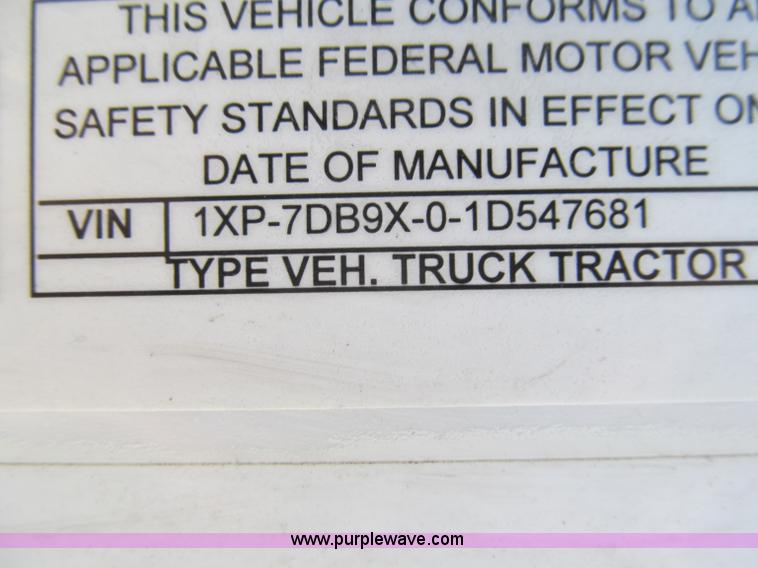 THIS VEHICLE CONFORMS TO
APPLICABLE FEDERAL MOTOR
SAFETY STANDARDS IN EFFECT
DATE OF MANUFACTURE
VIN 1XP-7DB9X-0-1D547681
TYPE VEH. TRUCK TRACTOR
www.purplewave.com